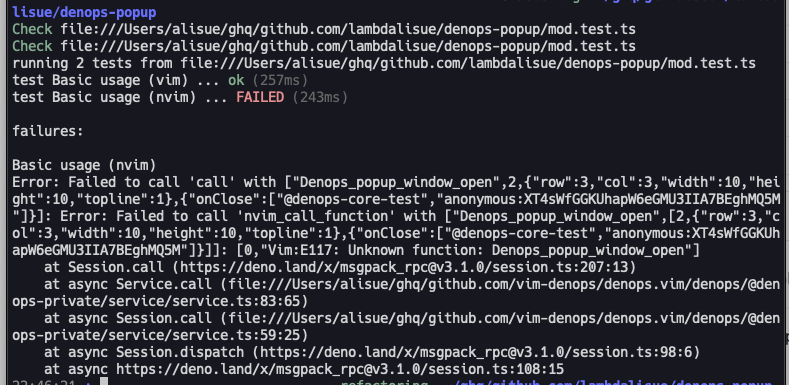 lisue/denops-popup
Check file:///Users/alisue/ghq/github.com/lambdalisue/denops-popup/mod.test.ts
Check file:///Users/alisue/ghq/github.com/lambdalisue/denops-popup/mod.test.ts
running 2 tests from file:///Users/alisue/ghq/github.com/lambdalisue/denops-popup/mod.test.ts
test Basic usage (vim) ... ok (257ms)
test Basic usage (nvim) ... FAILED (243ms)
failures:
Basic usage (nvim)
Error: Failed to call 'call' with ["Denops_popup_window_open",2,{"row":3,"col":3,"width":10,"hei
ght":10,"topline":1},{"onClose":["@denops-core-test","anonymous:XT4sWfGGKUhapW6eGMU3IIA7BEghMQ5M
"]}]: Error: Failed to call 'nvim_call_function' with ["Denops_popup_window_open",[2,{"row":3,"c
ol":3,"width":10,"height":10,"topline":1},{"onClose":["@denops-core-test","anonymous:XT4sWfGGKUh
apW6eGMU3IIA7BEghMQ5M"]}]]: [0,"Vim:E117: Unknown function: Denops_popup_window_open"]
at Session.call (https://deno.land/x/msgpack_rpc@v3.1.0/session.ts:207:13)
at async Service.call (file:///Users/alisue/ghq/github.com/vim-denops/denops.vim/denops/@den
ops-private/service/service.ts:83:65)
at async Session.call (file:///Users/alisue/ghq/github.com/vim-denops/denops.vim/denops/@den
ops-private/service/service.ts:59:25)
at async Session.dispatch (https://deno.land/x/msgpack_rpc@v3.1.0/session.ts:98:6)
at async https://deno.land/x/msgpack_rpc@v3.1.0/session.ts:108:15